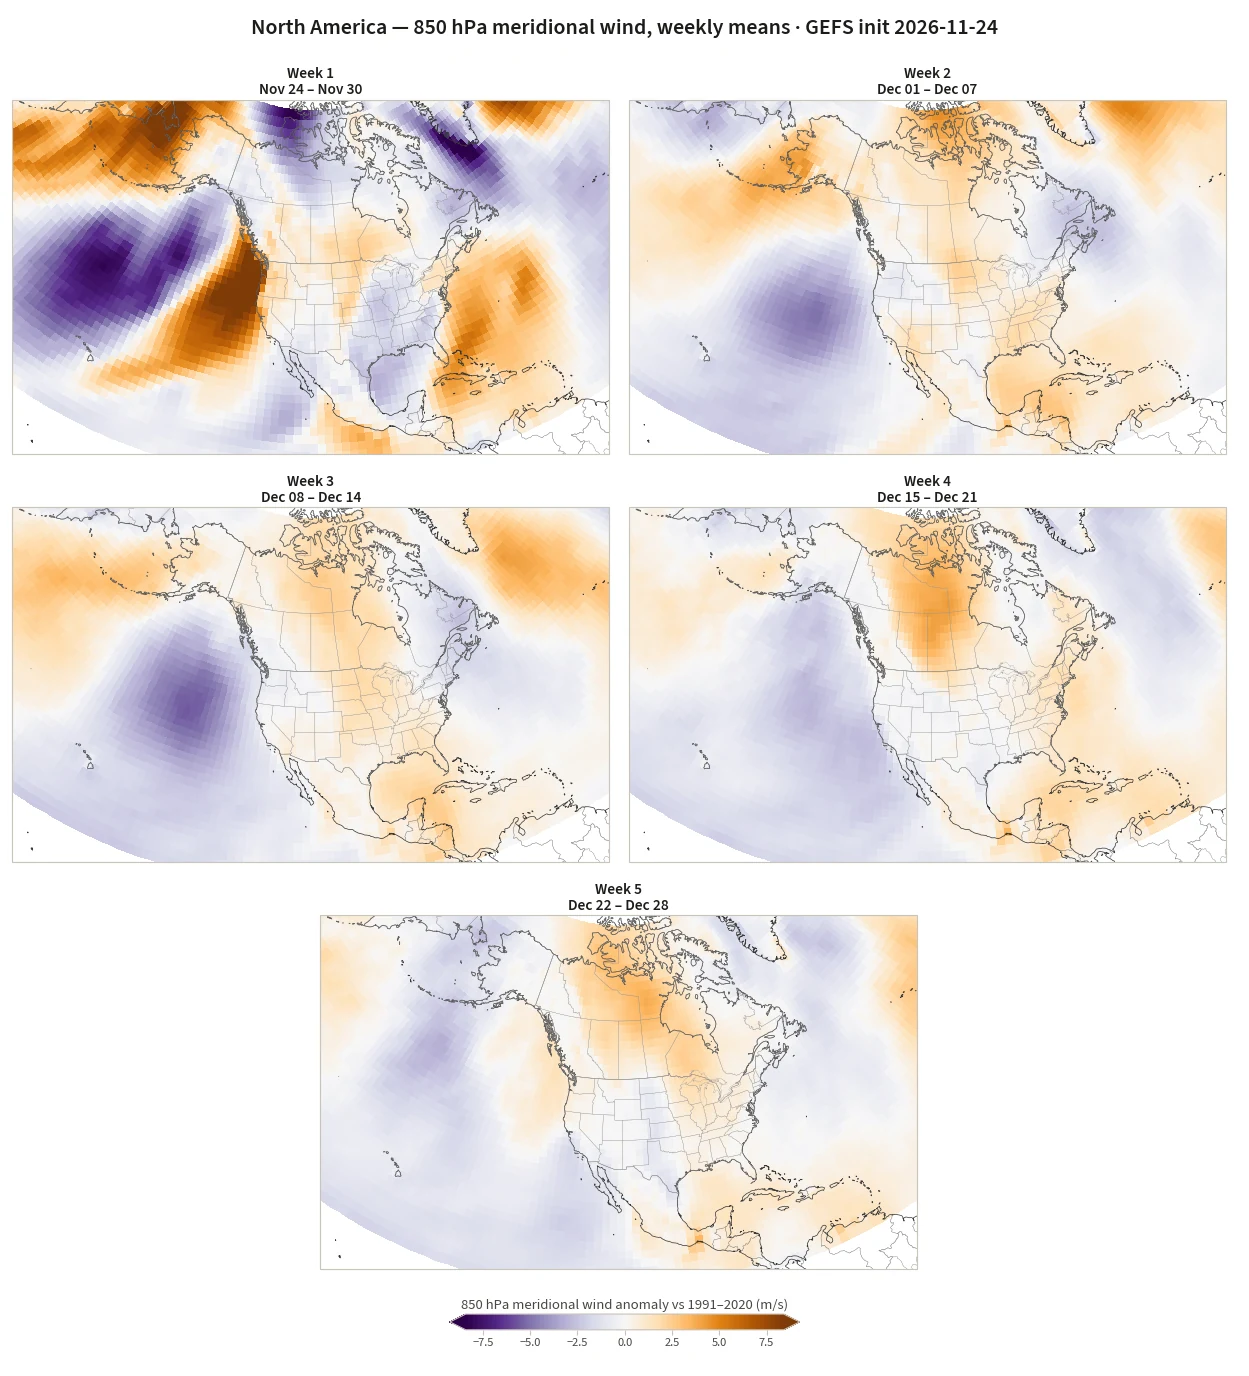 North America — 850 hPa meridional wind, weekly means · GEFS init 2026-11-24
Week 1
Nov 24 – Nov 30
Week 2
Dec 01 – Dec 07
Week 3
Dec 08 – Dec 14
Week 4
Dec 15 – Dec 21
Week 5
Dec 22 – Dec 28
850 hPa meridional wind anomaly vs 1991–2020 (m/s)
−7.5 −5.0 −2.5 0.0 2.5 5.0 7.5